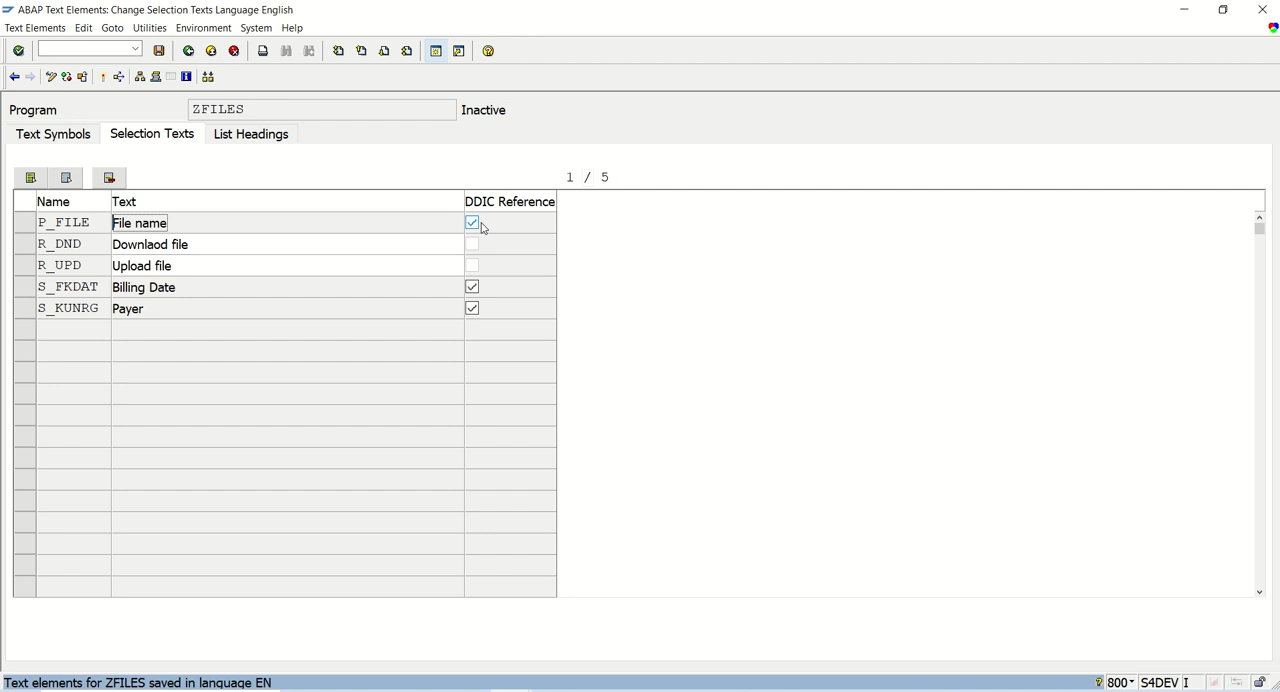 ABAP Text Elements: Change Selection Texts Language English
Text Elements Edit Goto Utilities Environment System Help
Program ZFILES Inactive
Text Symbols Selection Texts List Headings
1 / 5
Name Text DDIC Reference
P_FILE File name
R_DND Downlaod file
R_UPD Upload file
S_FKDAT Billing Date
S_KUNRG Payer
Text elements for ZFILES saved in language EN 800 S4DEV I